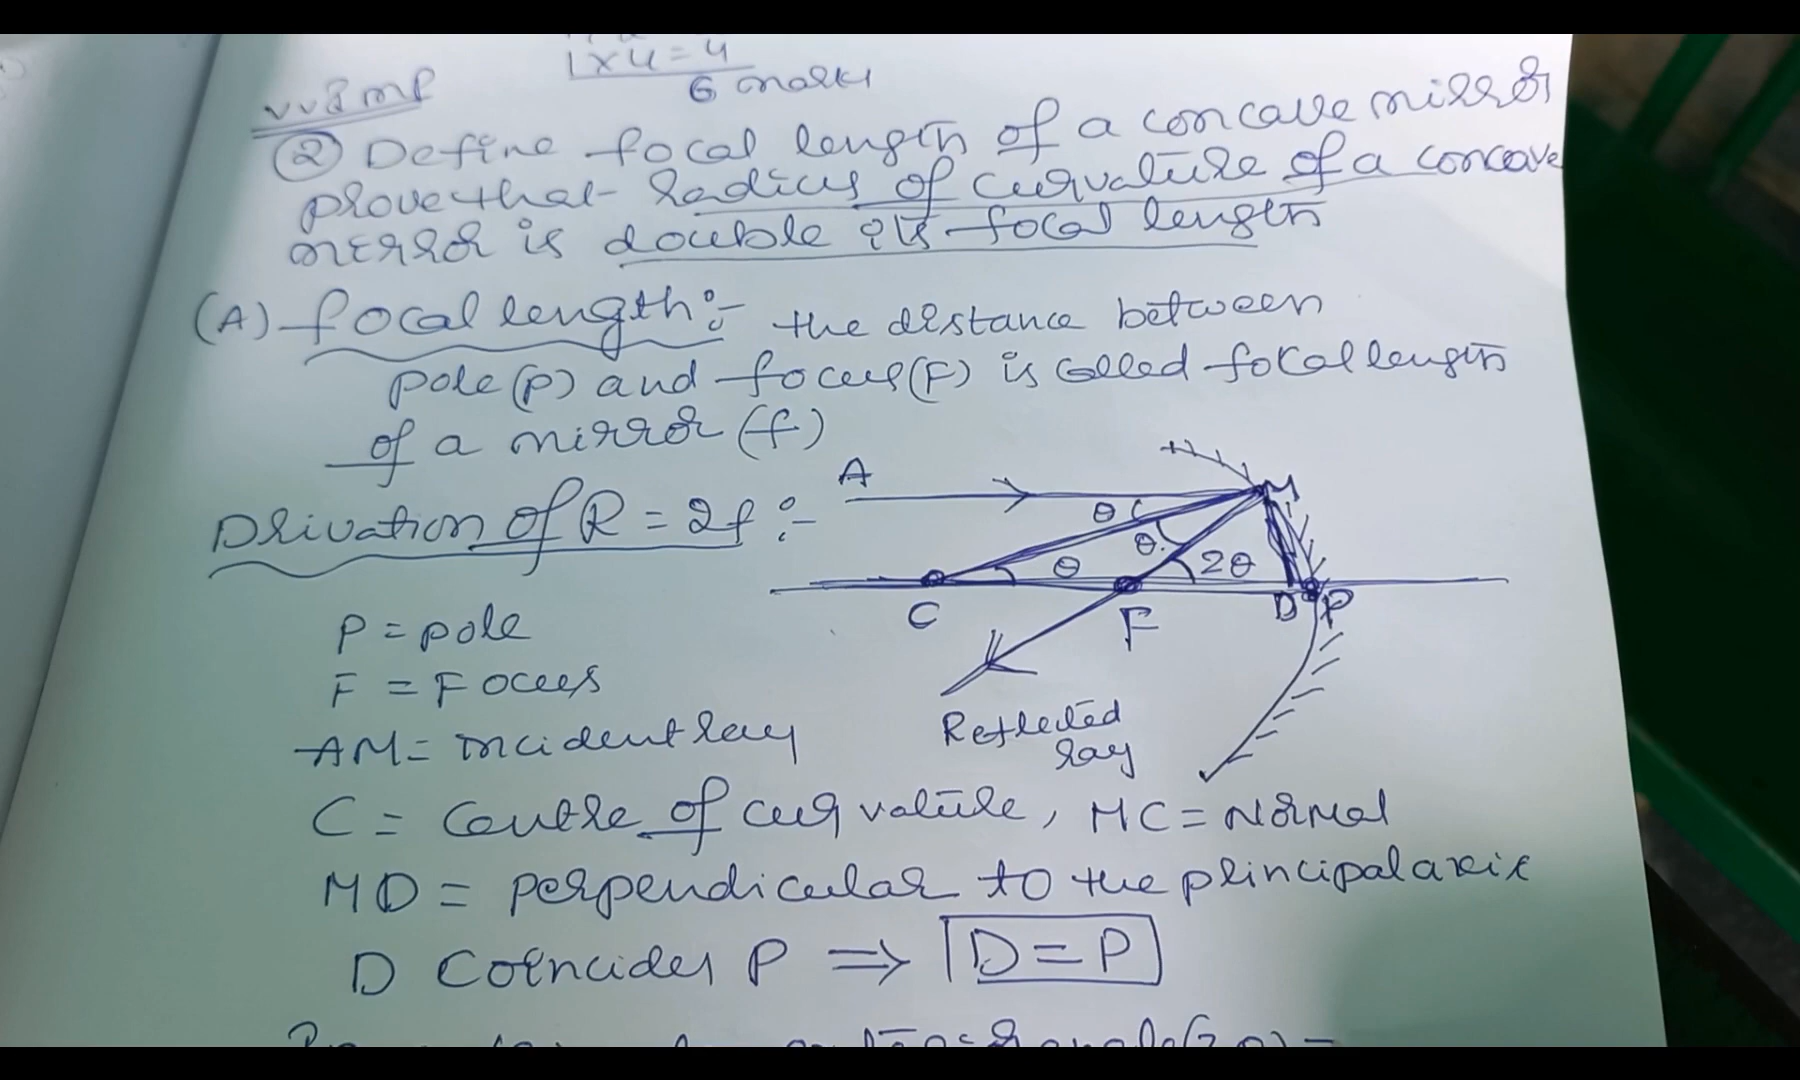 1 x 4 = 4
6 marks
vvImp
(2) Define focal length of a concave mirror
prove that radius of curvature of a concave
mirror is double its focal length
(A) focal length :- the distance between
pole (p) and focus (F) is called focal length
of a mirror (f)
Drivation of R = 2f :-
A
M
θ
θ
θ
2θ
C
F
D
P
P = pole
F = Focus
Reflected
ray
AM = incident ray
C = Centre of curvature, MC = Normal
MD = perpendicular to the principal axis
D Coincides P ⇒ D = P